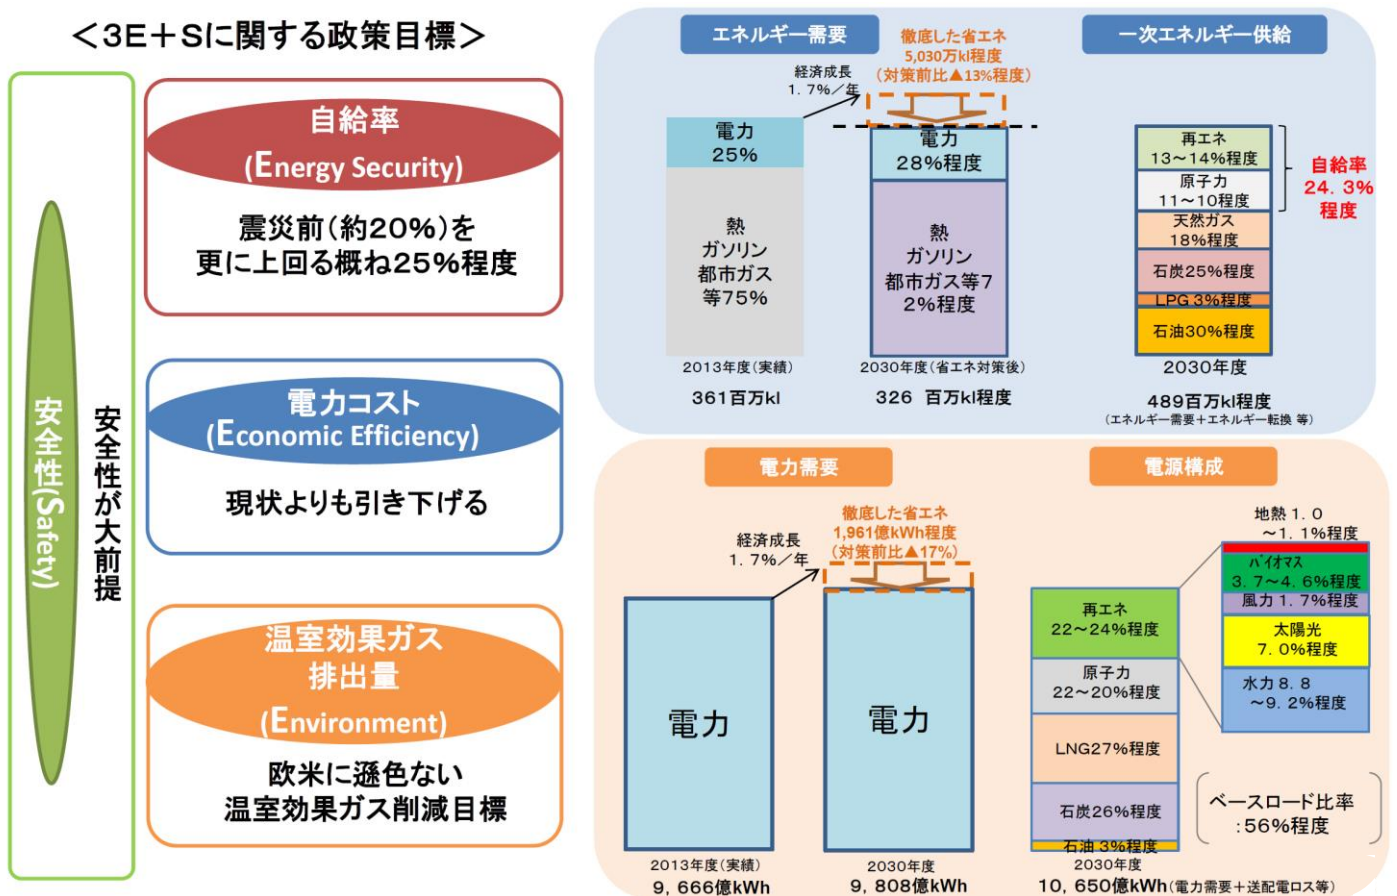 ＜3E+Sに関する政策目標＞
安全性(Safety)
安全性が大前提
自給率
(Energy Security)
震災前(約20%)を
更に上回る概ね25%程度
電力コスト
(Economic Efficiency)
現状よりも引き下げる
温室効果ガス
排出量
(Environment)
欧米に遜色ない
温室効果ガス削減目標
エネルギー需要
徹底した省エネ
5,030万kl程度
(対策前比▲13%程度)
経済成長
1.7%/年
電力
25%
熱
ガソリン
都市ガス
等75%
2013年度(実績)
361百万kl
電力
28%程度
熱
ガソリン
都市ガス等7
2%程度
2030年度(省エネ対策後)
326 百万kl程度
一次エネルギー供給
再エネ
13～14%程度
原子力
11～10程度
天然ガス
18%程度
石炭25%程度
LPG 3%程度
石油30%程度
自給率
24.3%
程度
2030年度
489百万kl程度
(エネルギー需要+エネルギー転換 等)
電力需要
徹底した省エネ
1,961億kWh程度
(対策前比▲17%)
経済成長
1.7%/年
電力
2013年度(実績)
9,666億kWh
電力
2030年度
9,808億kWh
電源構成
再エネ
22～24%程度
原子力
22～20%程度
LNG27%程度
石炭26%程度
石油 3%程度
2030年度
10,650億kWh(電力需要+送配電ロス等)
地熱 1.0
～1.1%程度
バイオマス
3.7～4.6%程度
風力 1.7%程度
太陽光
7.0%程度
水力 8.8
～9.2%程度
ベースロード比率
:56%程度